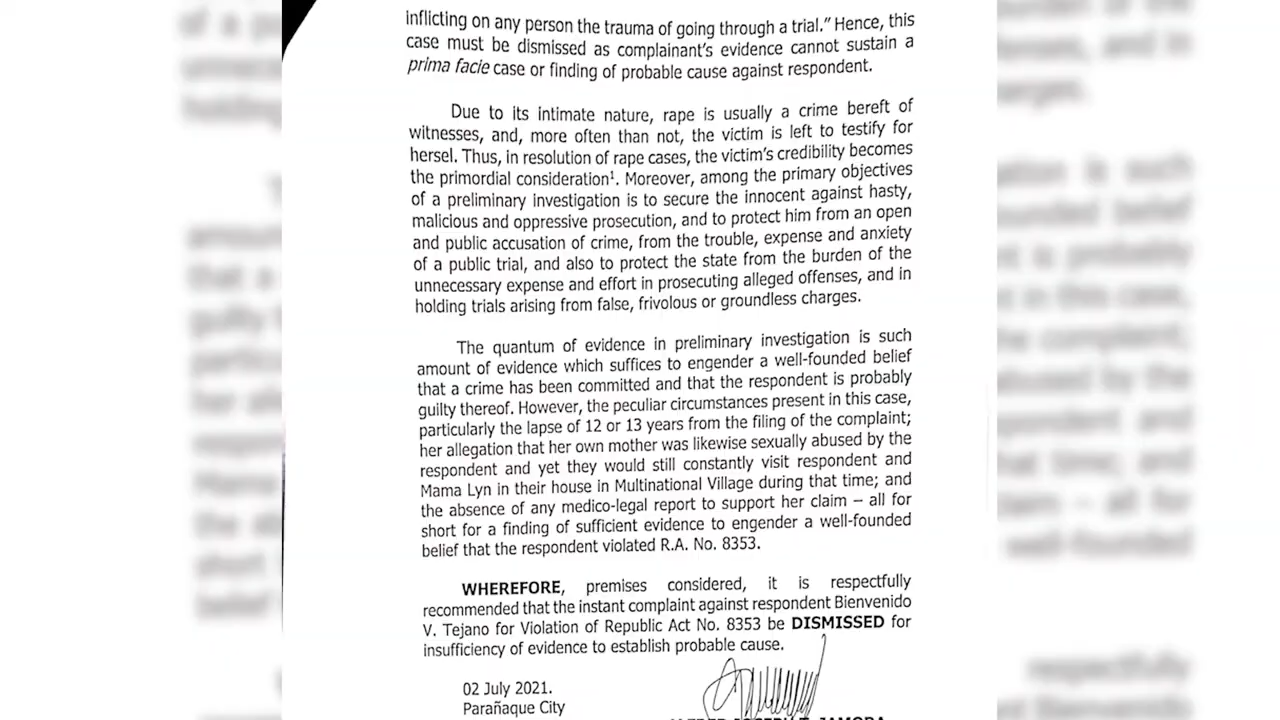 inflicting on any person the trauma of going through a trial." Hence, this
case must be dismissed as complainant's evidence cannot sustain a
prima facie case or finding of probable cause against respondent.
Due to its intimate nature, rape is usually a crime bereft of
witnesses, and, more often than not, the victim is left to testify for
hersel. Thus, in resolution of rape cases, the victim's credibility becomes
the primordial consideration¹. Moreover, among the primary objectives
of a preliminary investigation is to secure the innocent against hasty,
malicious and oppressive prosecution, and to protect him from an open
and public accusation of crime, from the trouble, expense and anxiety
of a public trial, and also to protect the state from the burden of the
unnecessary expense and effort in prosecuting alleged offenses, and in
holding trials arising from false, frivolous or groundless charges.
The quantum of evidence in preliminary investigation is such
amount of evidence which suffices to engender a well-founded belief
that a crime has been committed and that the respondent is probably
guilty thereof. However, the peculiar circumstances present in this case,
particularly the lapse of 12 or 13 years from the filing of the complaint;
her allegation that her own mother was likewise sexually abused by the
respondent and yet they would still constantly visit respondent and
Mama Lyn in their house in Multinational Village during that time; and
the absence of any medico-legal report to support her claim – all for
short for a finding of sufficient evidence to engender a well-founded
belief that the respondent violated R.A. No. 8353.
WHEREFORE, premises considered, it is respectfully
recommended that the instant complaint against respondent Bienvenido
V. Tejano for Violation of Republic Act No. 8353 be DISMISSED for
insufficiency of evidence to establish probable cause.
02 July 2021.
Parañaque City